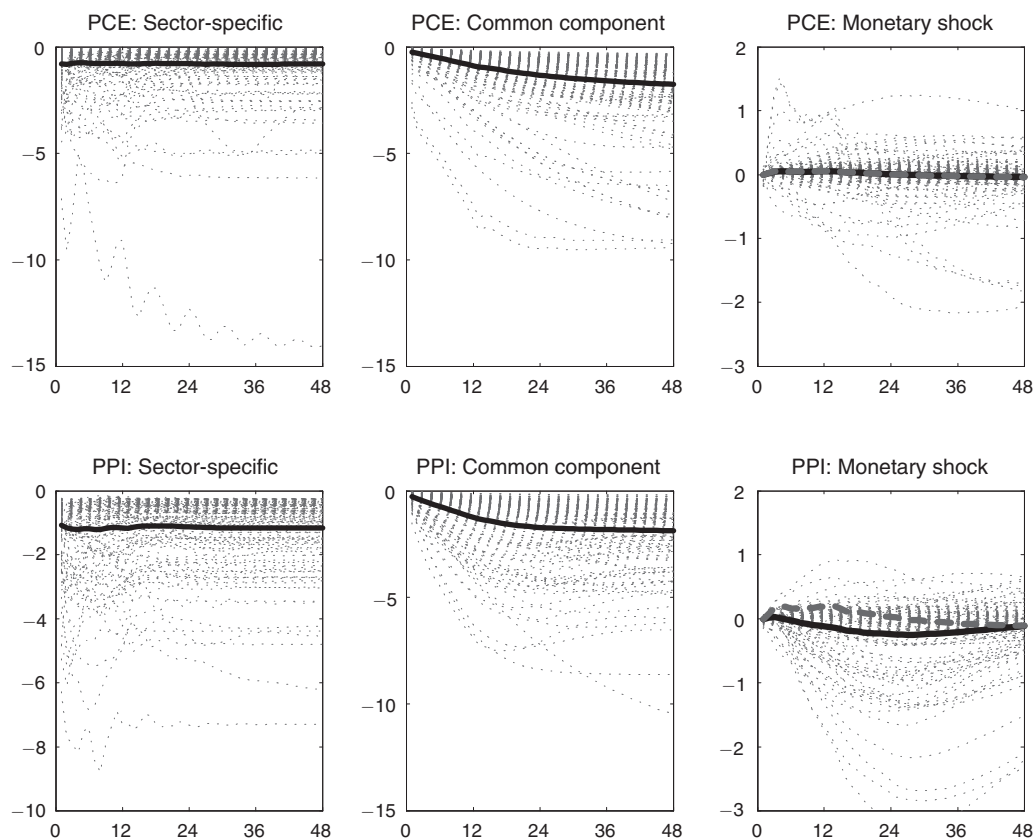 PCE: Sector-specific
0
−5
−10
−15
0 12 24 36 48
PCE: Common component
0
−5
−10
−15
0 12 24 36 48
PCE: Monetary shock
2
1
0
−1
−2
−3
0 12 24 36 48
PPI: Sector-specific
0
−2
−4
−6
−8
−10
0 12 24 36 48
PPI: Common component
0
−5
−10
−15
0 12 24 36 48
PPI: Monetary shock
2
1
0
−1
−2
−3
0 12 24 36 48